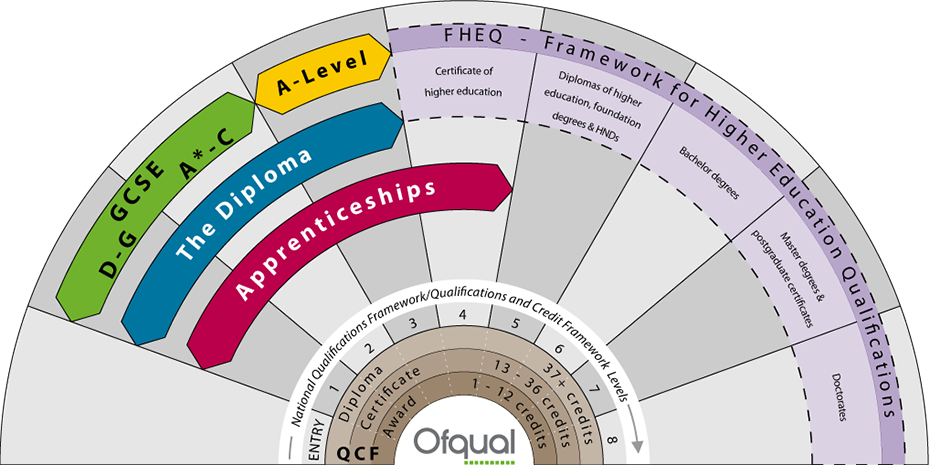 FHEQ - Framework for Higher Education Qualifications
A-Level
GCSE
D-G A*-C
The Diploma
Apprenticeships
Certificate of
higher education
Diplomas of higher
education, foundation
degrees & HNDs
Bachelor degrees
Master degrees &
postgraduate certificates
Doctorates
National Qualifications Framework/Qualifications and Credit Framework Levels
ENTRY 1 2 3 4 5 6 7 8
Diploma 37+ credits
Certificate 13 - 36 credits
Award 1 - 12 credits
QCF
Ofqual